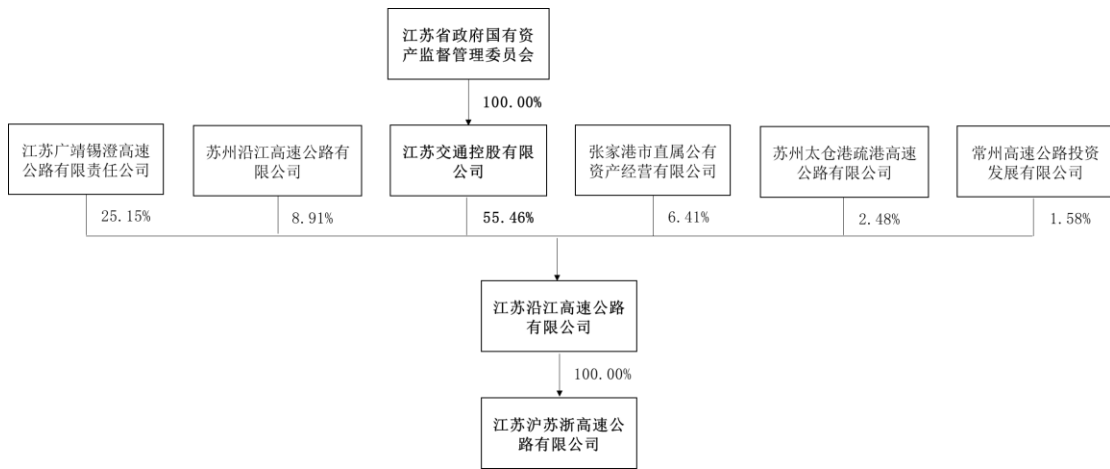 江苏省政府国有资
产监督管理委员会
100.00%
江苏广靖锡澄高速
公路有限责任公司
苏州沿江高速公路有
限公司
江苏交通控股有限
公司
张家港市直属公有
资产经营有限公司
苏州太仓港疏港高速
公路有限公司
常州高速公路投资
发展有限公司
25.15%
8.91%
55.46%
6.41%
2.48%
1.58%
江苏沿江高速公路
有限公司
100.00%
江苏沪苏浙高速公
路有限公司